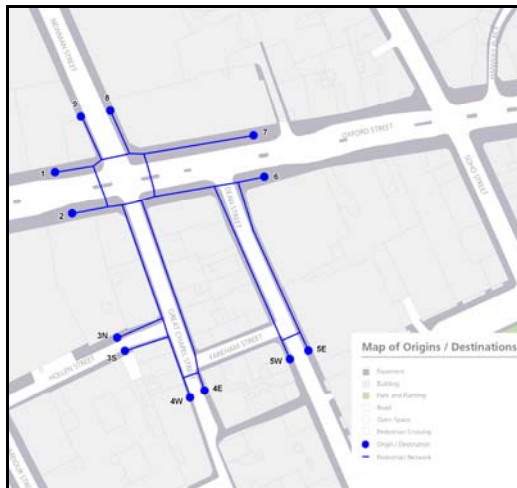 NEWMAN STREET
9
8
7
OXFORD STREET
1
6
2
DEAN STREET
SOHO STREET
GREAT CHAPEL STREET
3N
3S
FAREHAM STREET
HOLLEN STREET
5E
5W
4E
4W
Map of Origins / Destinations
Pavement
Building
Park and Planting
Road
Open Space
Pedestrian Crossing
Origin / Destination
Pedestrian Network